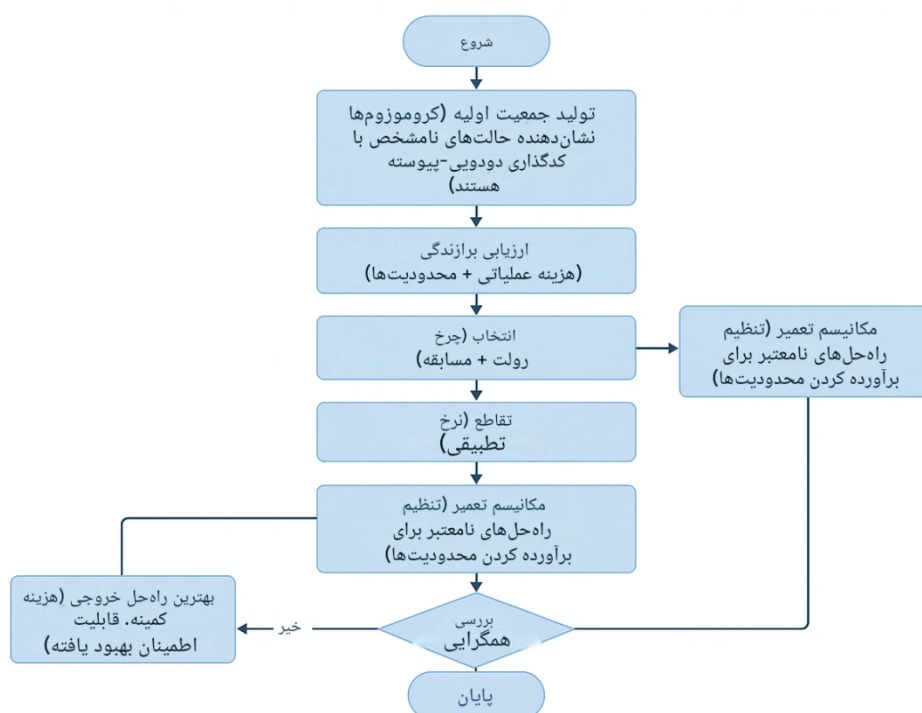 شروع
تولید جمعیت اولیه (کروموزوم‌ها
نشان‌دهنده حالت‌های نامشخص با
کدگذاری دودویی-پیوسته
هستند)
ارزیابی برازندگی
(هزینه عملیاتی + محدودیت‌ها)
انتخاب (چرخ
رولت + مسابقه)
مکانیسم تعمیر (تنظیم
راه‌حل‌های نامعتبر برای
برآورده کردن محدودیت‌ها)
تقاطع (نرخ
تطبیقی)
مکانیسم تعمیر (تنظیم
راه‌حل‌های نامعتبر برای
برآورده کردن محدودیت‌ها)
بررسی
همگرایی
خیر
بهترین راه‌حل خروجی (هزینه
کمینه، قابلیت
اطمینان بهبود یافته)
پایان